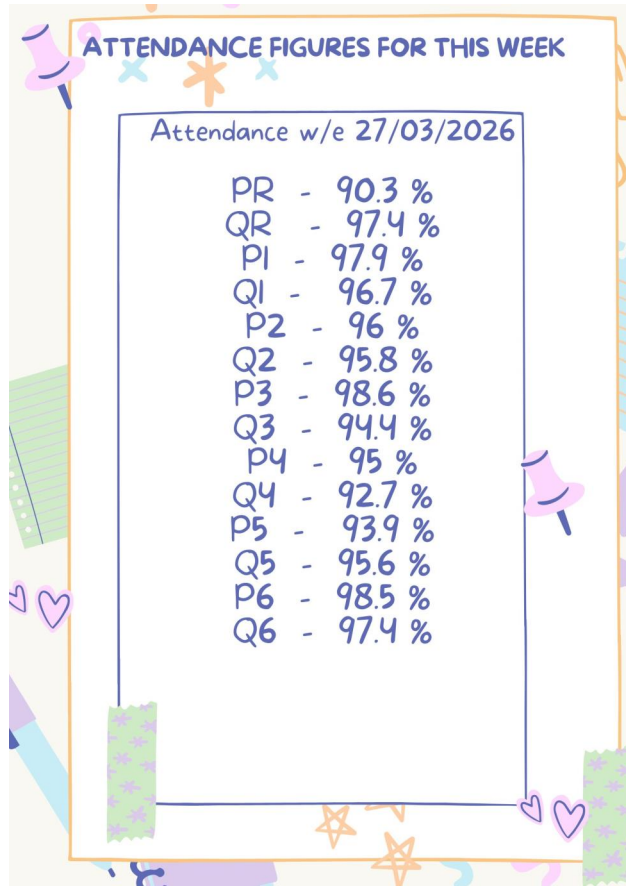 ATTENDANCE FIGURES FOR THIS WEEK
Attendance w/e 27/03/2026
PR - 90.3 %
QR - 97.4 %
P1 - 97.9 %
Q1 - 96.7 %
P2 - 96 %
Q2 - 95.8 %
P3 - 98.6 %
Q3 - 94.4 %
P4 - 95 %
Q4 - 92.7 %
P5 - 93.9 %
Q5 - 95.6 %
P6 - 98.5 %
Q6 - 97.4 %